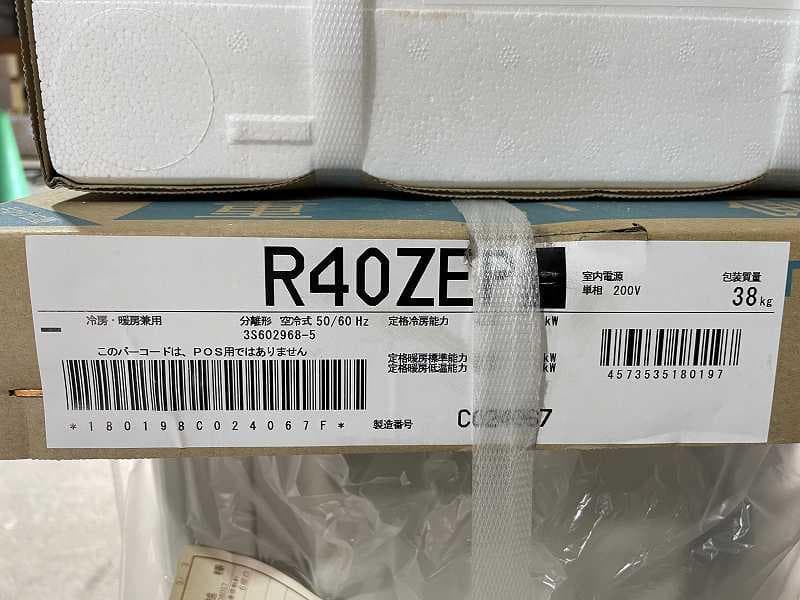 R40ZEP
室内電源
単相 200V
包装質量
38kg
冷房・暖房兼用
分離形 空冷式 50/60 Hz
3S602968-5
定格冷房能力 kW
定格暖房標準能力 kW
定格暖房低温能力 kW
このバーコードは、POS用ではありません
*180198C024067F*
製造番号
C024067
4573535180197